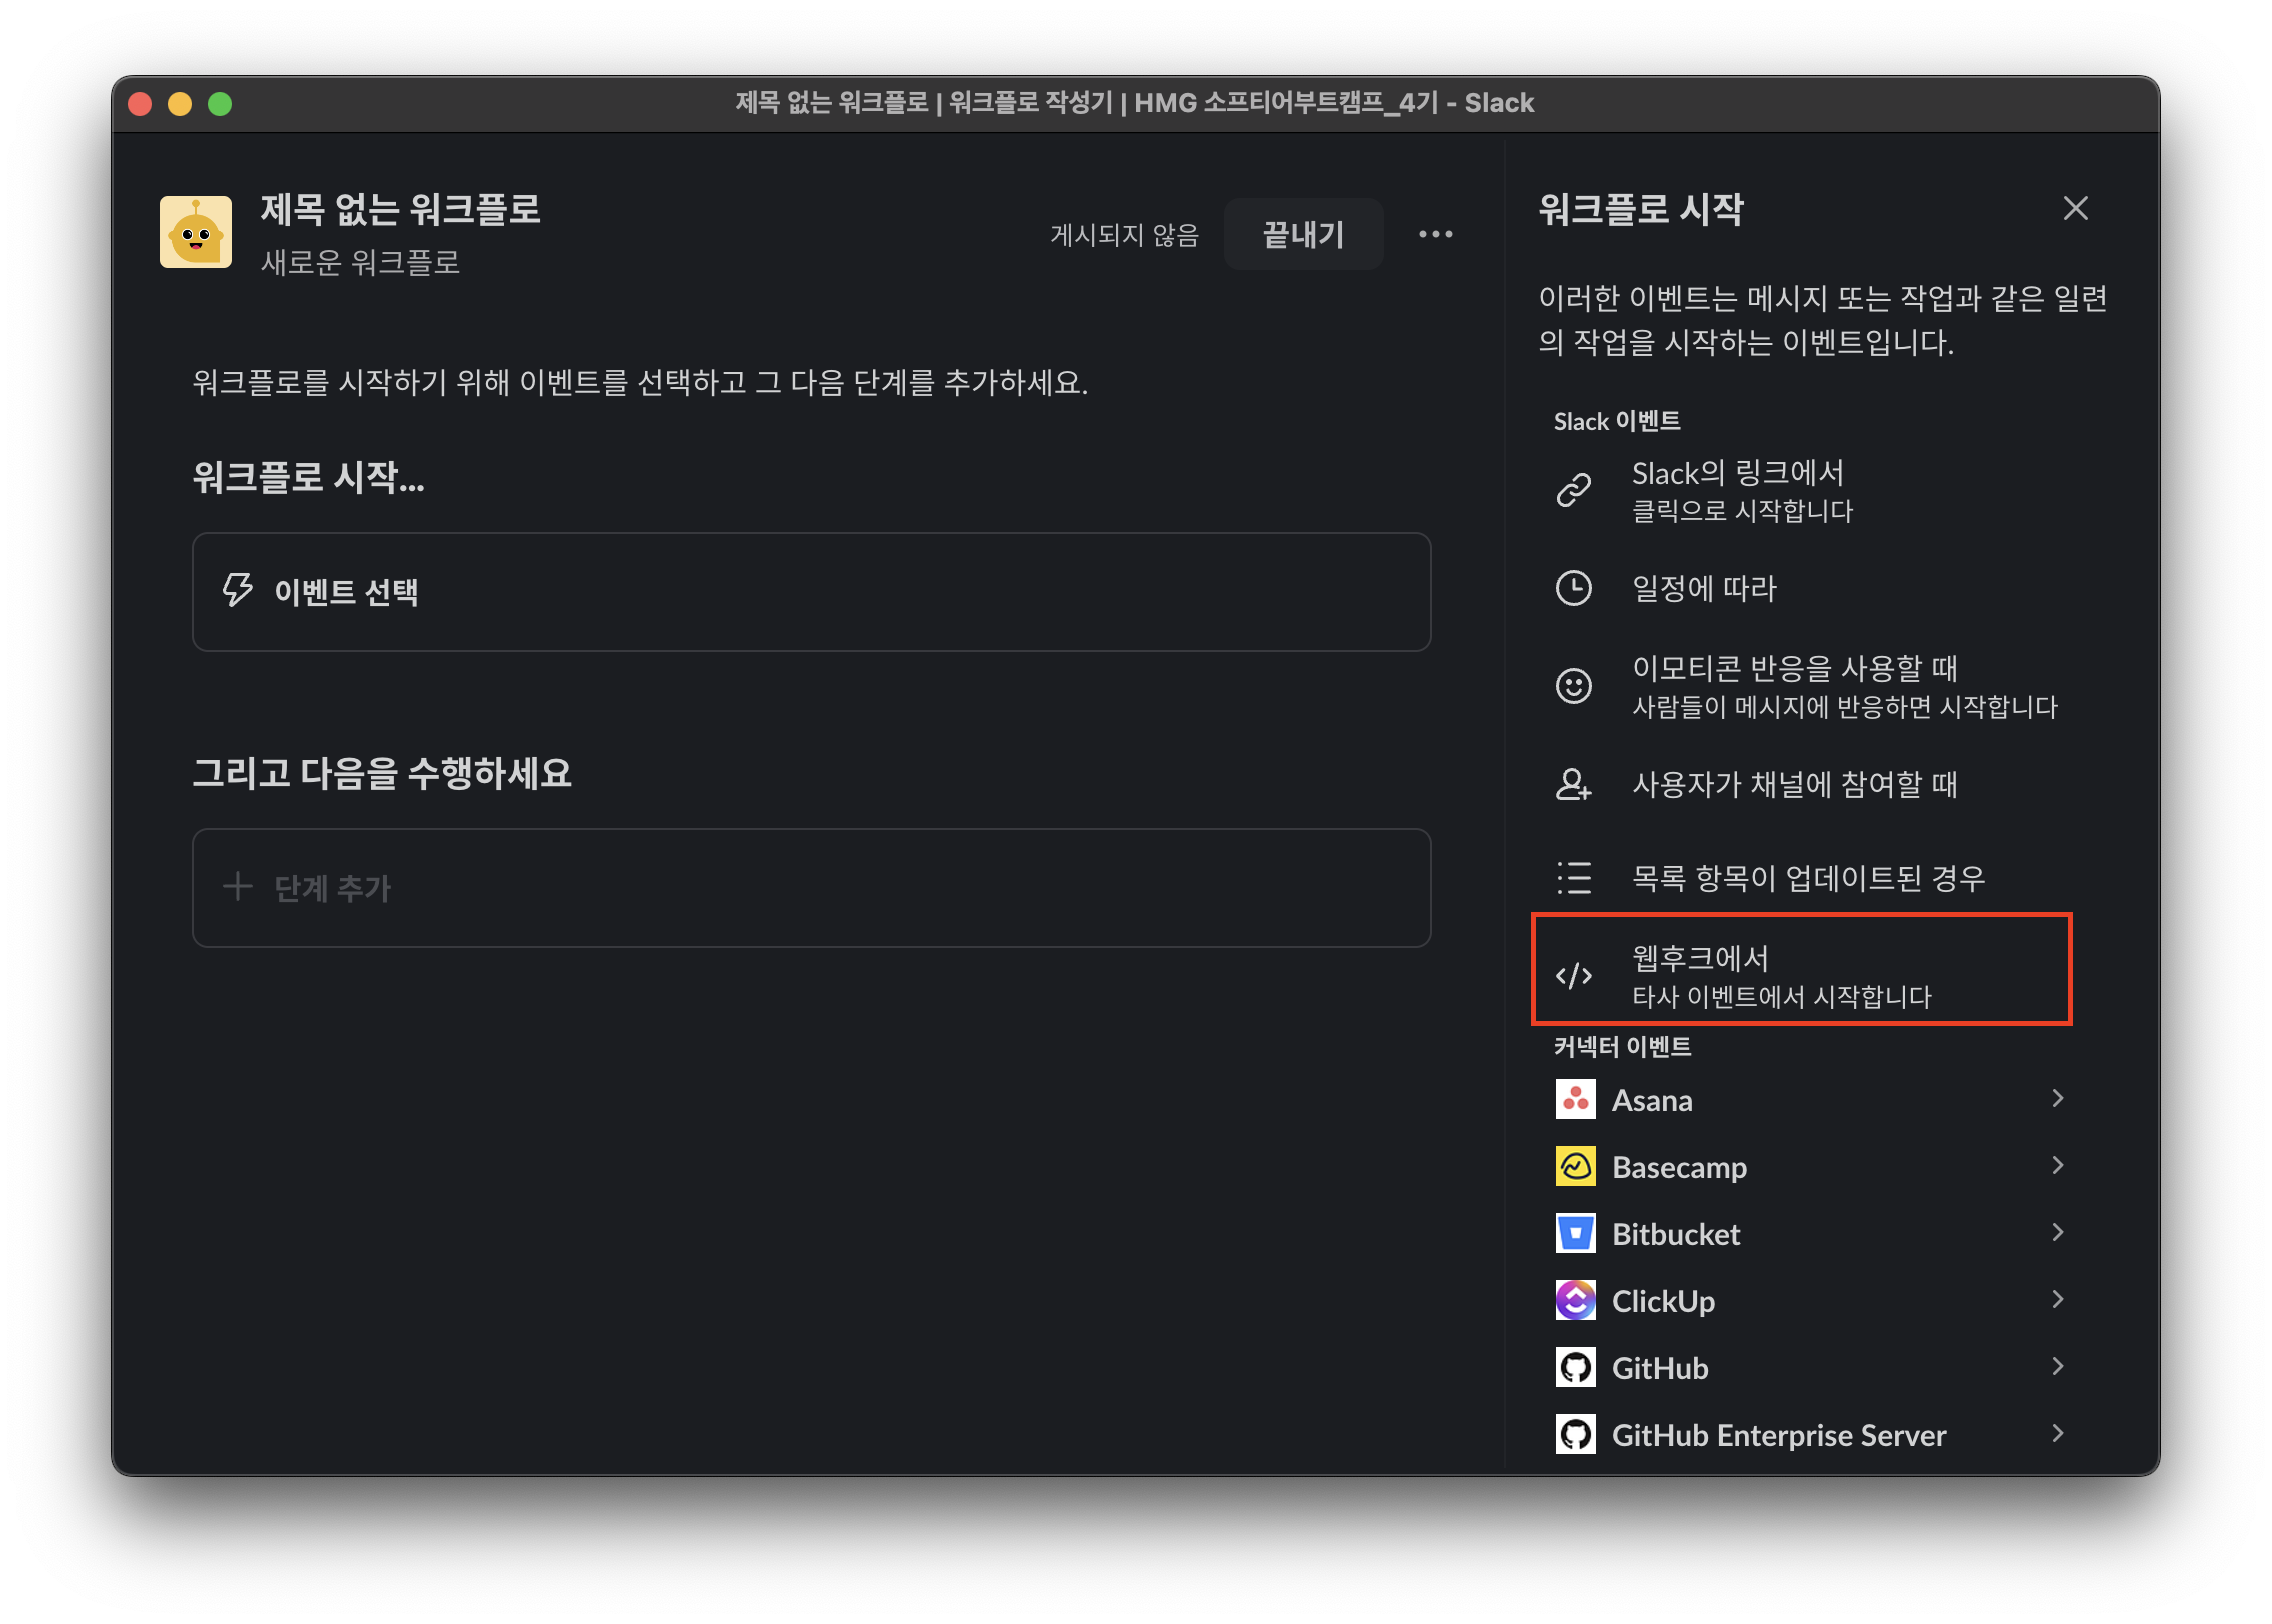 제목 없는 워크플로 | 워크플로 작성기 | HMG 소프티어부트캠프_4기 - Slack
제목 없는 워크플로
새로운 워크플로
게시되지 않음
끝내기
워크플로를 시작하기 위해 이벤트를 선택하고 그 다음 단계를 추가하세요.
워크플로 시작...
이벤트 선택
그리고 다음을 수행하세요
단계 추가
워크플로 시작
이러한 이벤트는 메시지 또는 작업과 같은 일련
의 작업을 시작하는 이벤트입니다.
Slack 이벤트
Slack의 링크에서
클릭으로 시작합니다
일정에 따라
이모티콘 반응을 사용할 때
사람들이 메시지에 반응하면 시작합니다
사용자가 채널에 참여할 때
목록 항목이 업데이트된 경우
웹후크에서
타사 이벤트에서 시작합니다
커넥터 이벤트
Asana
Basecamp
Bitbucket
ClickUp
GitHub
GitHub Enterprise Server